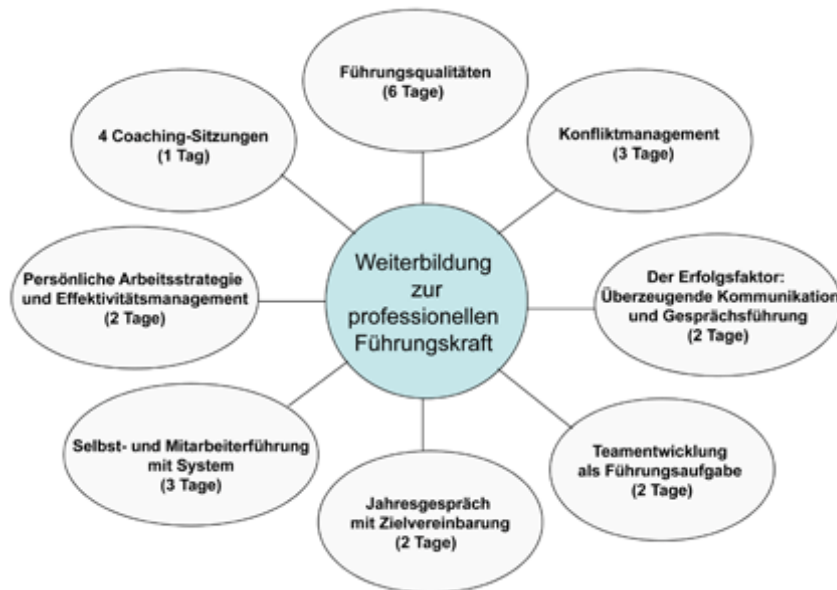 Führungsqualitäten
(6 Tage)
4 Coaching-Sitzungen
(1 Tag)
Konfliktmanagement
(3 Tage)
Weiterbildung
zur
professionellen
Führungskraft
Persönliche Arbeitsstrategie
und Effektivitätsmanagement
(2 Tage)
Der Erfolgsfaktor:
Überzeugende Kommunikation
und Gesprächsführung
(2 Tage)
Selbst- und Mitarbeiterführung
mit System
(3 Tage)
Teamentwicklung
als Führungsaufgabe
(2 Tage)
Jahresgespräch
mit Zielvereinbarung
(2 Tage)